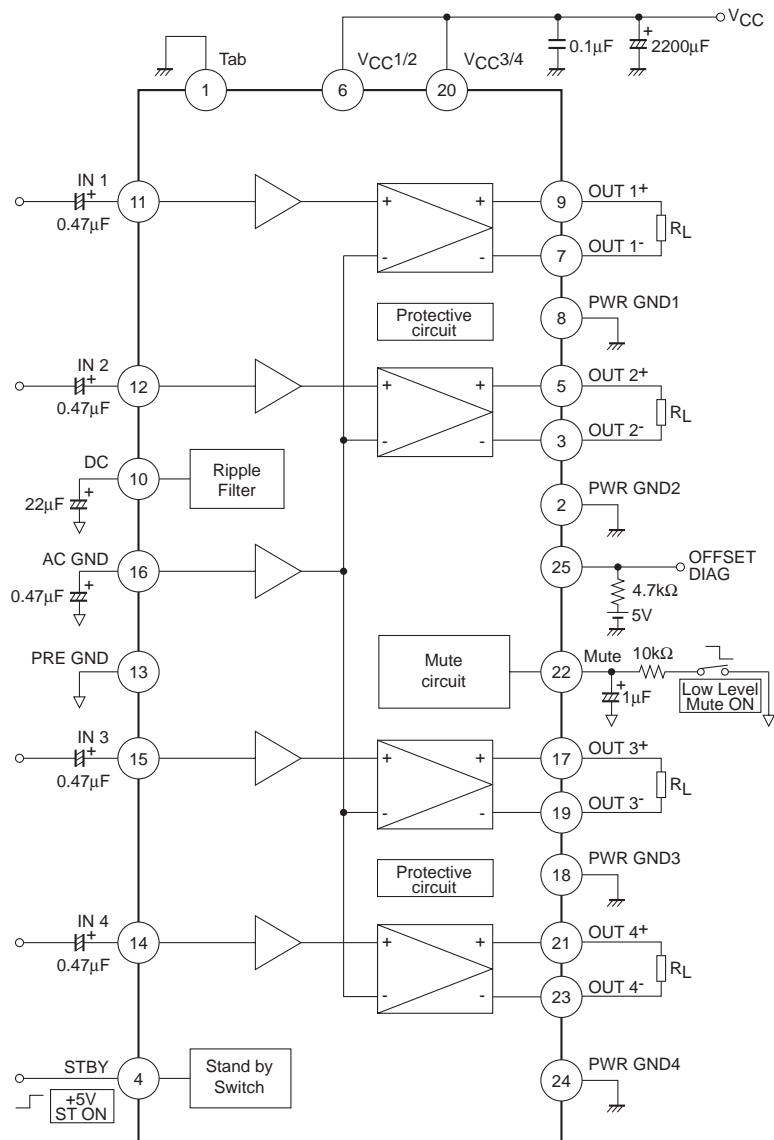 VCC
Tab
VCC1/2
VCC3/4
0.1µF
+
2200µF
1
6
20
IN 1
+
0.47µF
11
+
-
+
-
9
OUT 1+
7
OUT 1-
RL
Protective
circuit
8
PWR GND1
IN 2
+
0.47µF
12
+
-
+
-
5
OUT 2+
3
OUT 2-
RL
DC
+
22µF
10
Ripple
Filter
2
PWR GND2
AC GND
+
0.47µF
16
25
OFFSET
DIAG
4.7kΩ
5V
PRE GND
13
Mute
circuit
22
Mute
10kΩ
+
1µF
Low Level
Mute ON
IN 3
+
0.47µF
15
+
-
+
-
17
OUT 3+
19
OUT 3-
RL
Protective
circuit
18
PWR GND3
IN 4
+
0.47µF
14
+
-
+
-
21
OUT 4+
23
OUT 4-
RL
STBY
4
Stand by
Switch
+5V
ST ON
24
PWR GND4